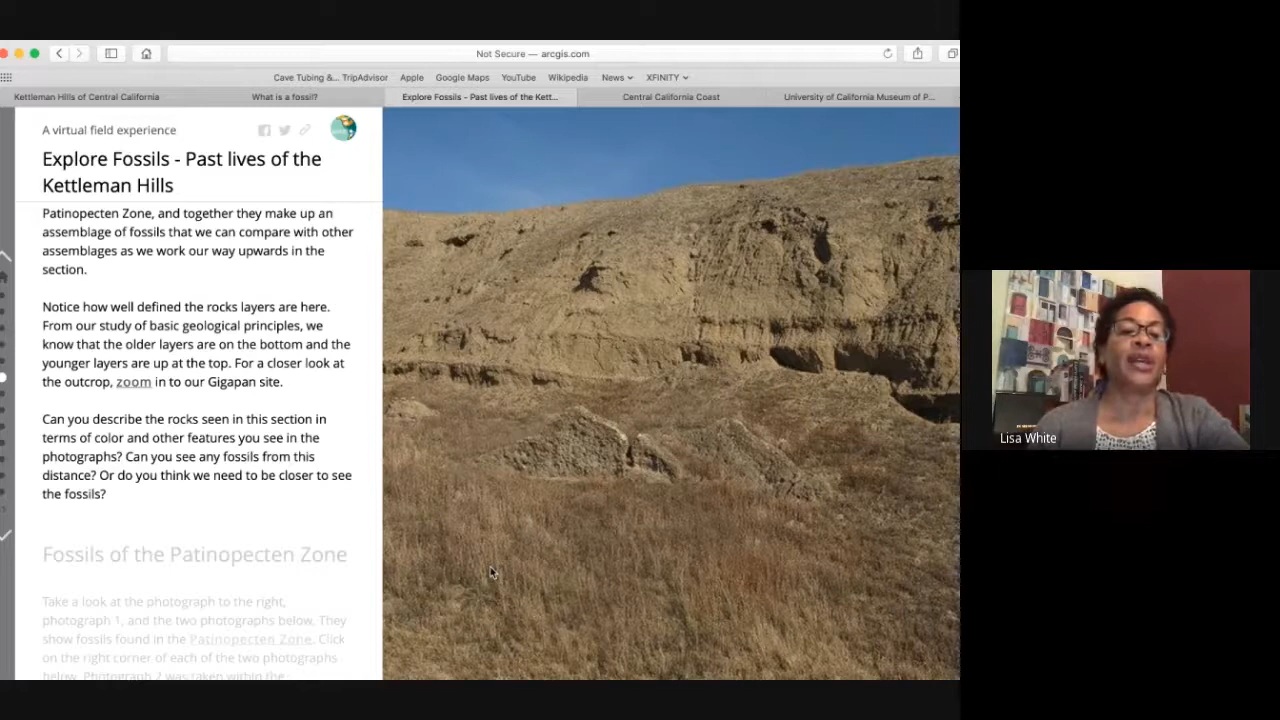 Not Secure — arcgis.com
Cave Tubing &... TripAdvisor Apple Google Maps YouTube Wikipedia News XFINITY
Kettleman Hills of Central California What is a fossil? Explore Fossils - Past lives of the Kett... Central California Coast University of California Museum of P...
A virtual field experience
Explore Fossils - Past lives of the
Kettleman Hills
Patinopecten Zone, and together they make up an
assemblage of fossils that we can compare with other
assemblages as we work our way upwards in the
section.
Notice how well defined the rocks layers are here.
From our study of basic geological principles, we
know that the older layers are on the bottom and the
younger layers are up at the top. For a closer look at
the outcrop, zoom in to our Gigapan site.
Can you describe the rocks seen in this section in
terms of color and other features you see in the
photographs? Can you see any fossils from this
distance? Or do you think we need to be closer to see
the fossils?
Fossils of the Patinopecten Zone
Take a look at the photograph to the right,
photograph 1, and the two photographs below. They
show fossils found in the Patinopecten Zone. Click
on the right corner of each of the two photographs
below. Photograph 2 was taken within the
Lisa White